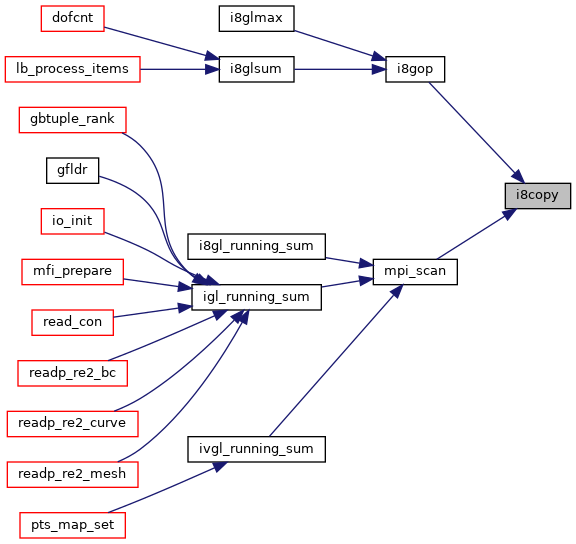 dofcnt
i8glmax
lb_process_items
i8glsum
i8gop
gbtuple_rank
gfldr
i8copy
io_init
i8gl_running_sum
mfi_prepare
mpi_scan
igl_running_sum
read_con
readp_re2_bc
readp_re2_curve
ivgl_running_sum
readp_re2_mesh
pts_map_set